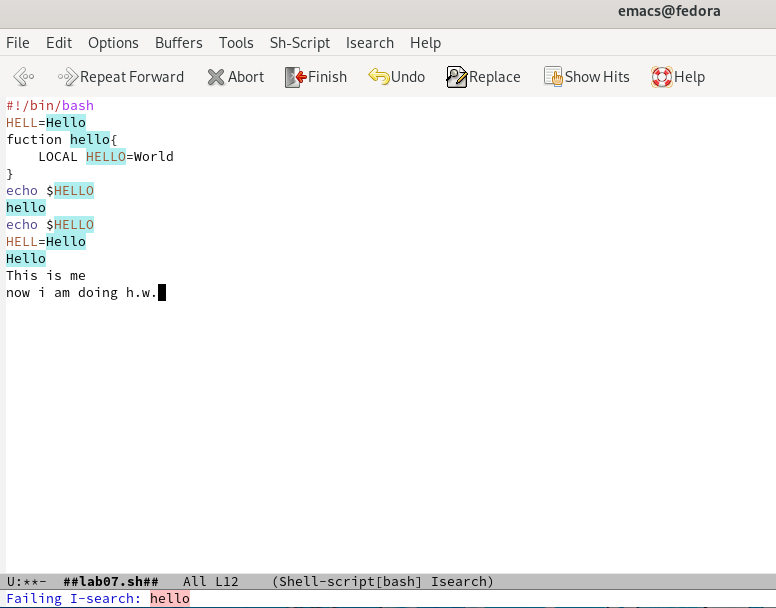 emacs@fedora
File Edit Options Buffers Tools Sh-Script Isearch Help
Repeat Forward Abort Finish Undo Replace Show Hits Help
#!/bin/bash
HELL=Hello
fuction hello{
    LOCAL HELLO=World
}
echo $HELLO
hello
echo $HELLO
HELL=Hello
Hello
This is me
now i am doing h.w.
U:**-  ##lab07.sh##   All L12    (Shell-script[bash] Isearch)
Failing I-search: hello